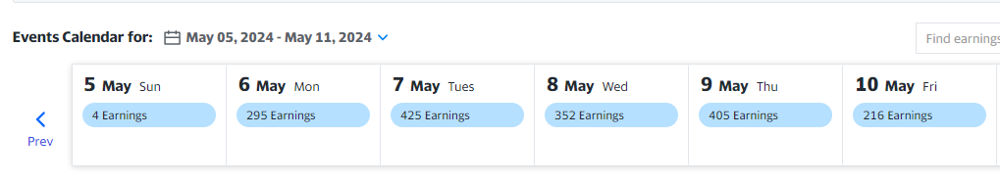 Events Calendar for: May 05, 2024 - May 11, 2024
Find earnings
5 May Sun 6 May Mon 7 May Tues 8 May Wed 9 May Thu 10 May Fri
4 Earnings 295 Earnings 425 Earnings 352 Earnings 405 Earnings 216 Earnings
Prev